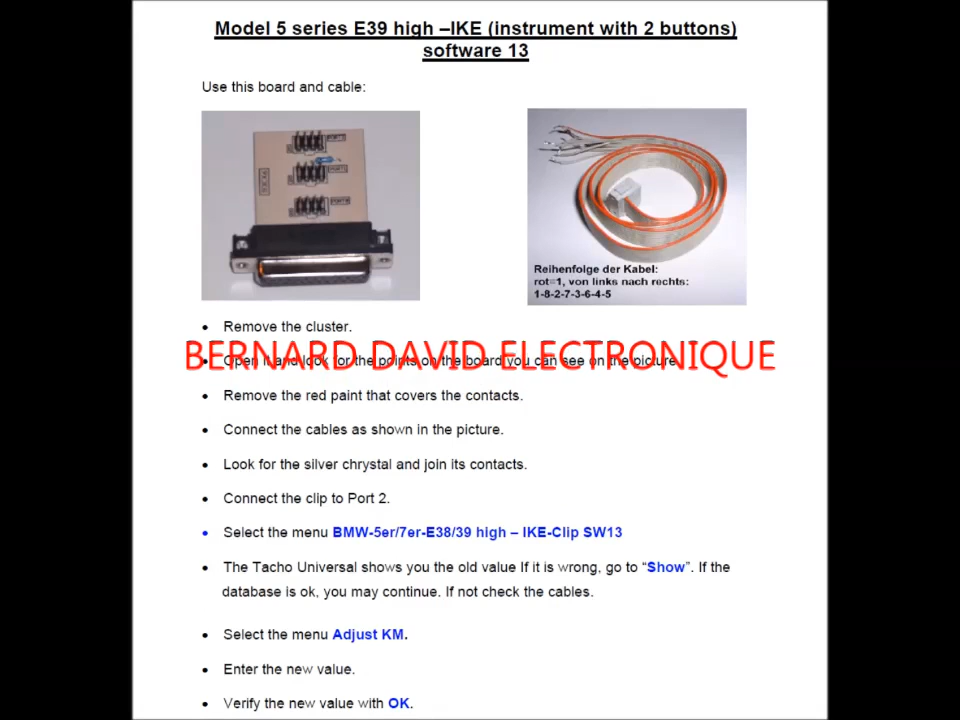 Model 5 series E39 high –IKE (instrument with 2 buttons)
software 13
Use this board and cable:
Reihenfolge der Kabel:
rot=1, von links nach rechts:
1-8-2-7-3-6-4-5
• Remove the cluster.
• Open it and look for the points on the board you can see on the picture.
BERNARD DAVID ELECTRONIQUE
• Remove the red paint that covers the contacts.
• Connect the cables as shown in the picture.
• Look for the silver chrystal and join its contacts.
• Connect the clip to Port 2.
• Select the menu BMW-5er/7er-E38/39 high – IKE-Clip SW13
• The Tacho Universal shows you the old value If it is wrong, go to “Show”. If the
database is ok, you may continue. If not check the cables.
• Select the menu Adjust KM.
• Enter the new value.
• Verify the new value with OK.